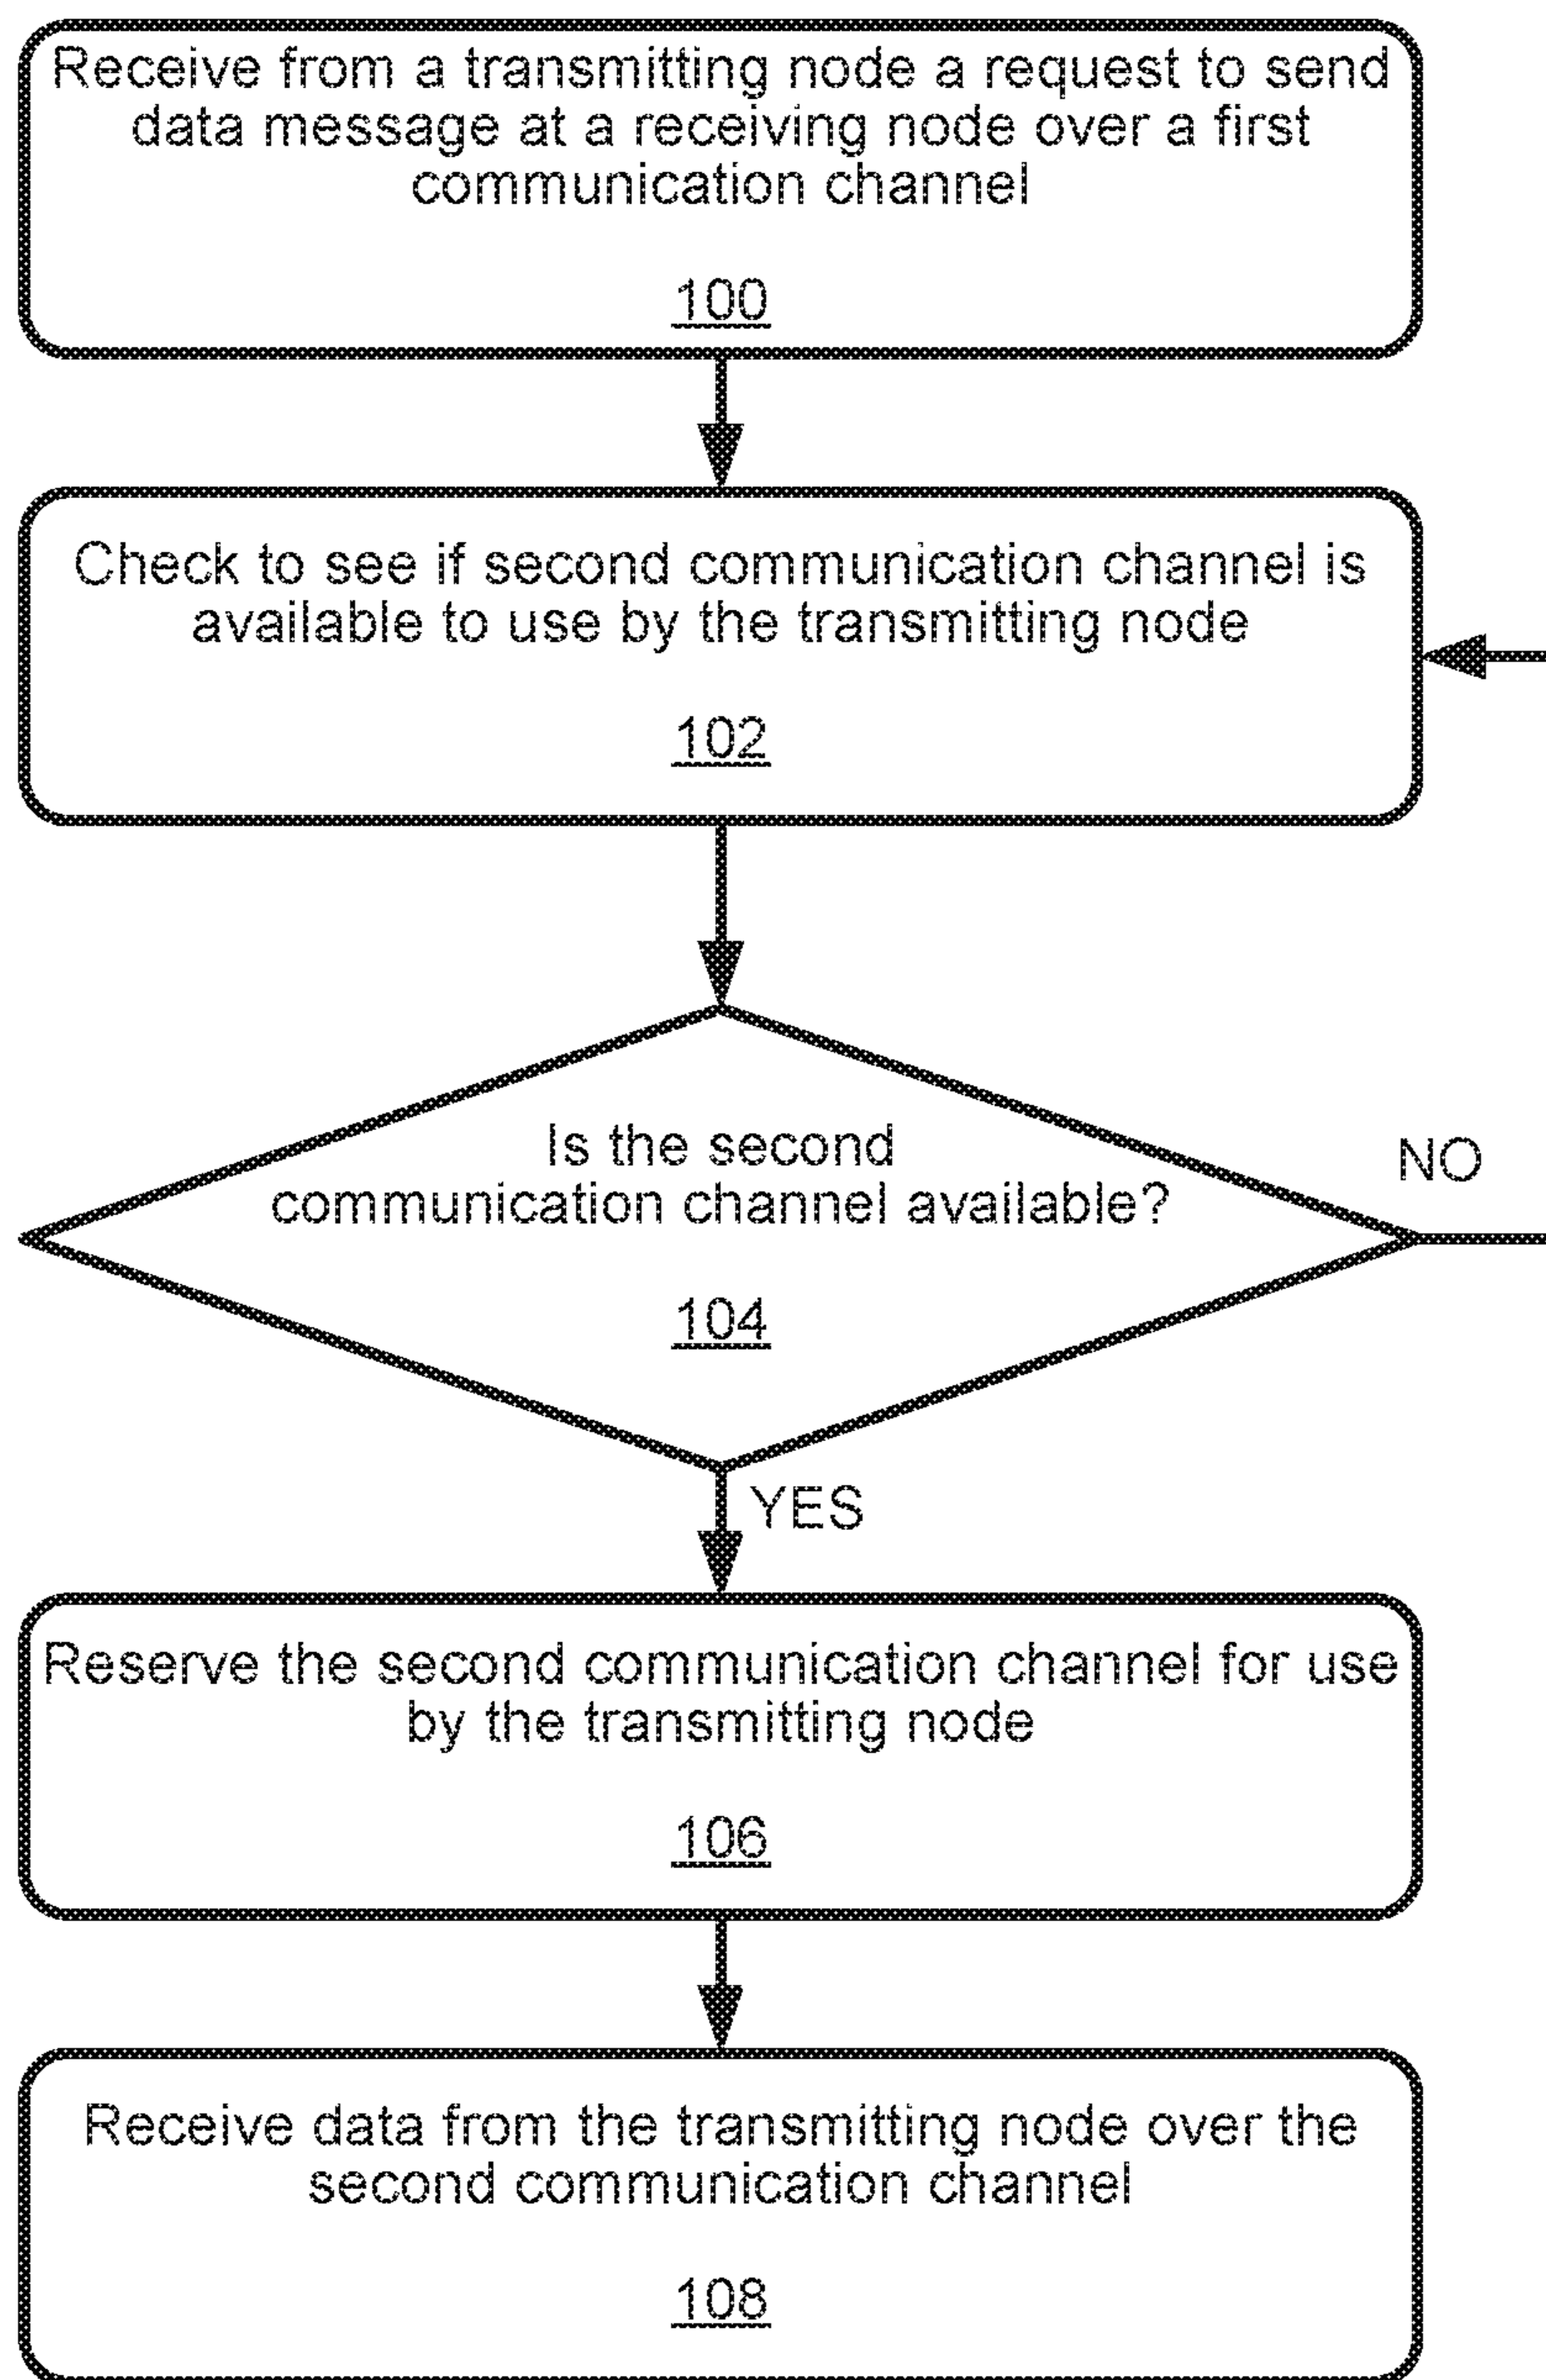 Receive from a transmitting node a request to send
data message at a receiving node over a first
communication channel
100
Check to see if second communication channel is
available to use by the transmitting node
102
Is the second
communication channel available?
NO
104
YES
Reserve the second communication channel for use
by the transmitting node
106
Receive data from the transmitting node over the
second communication channel
108